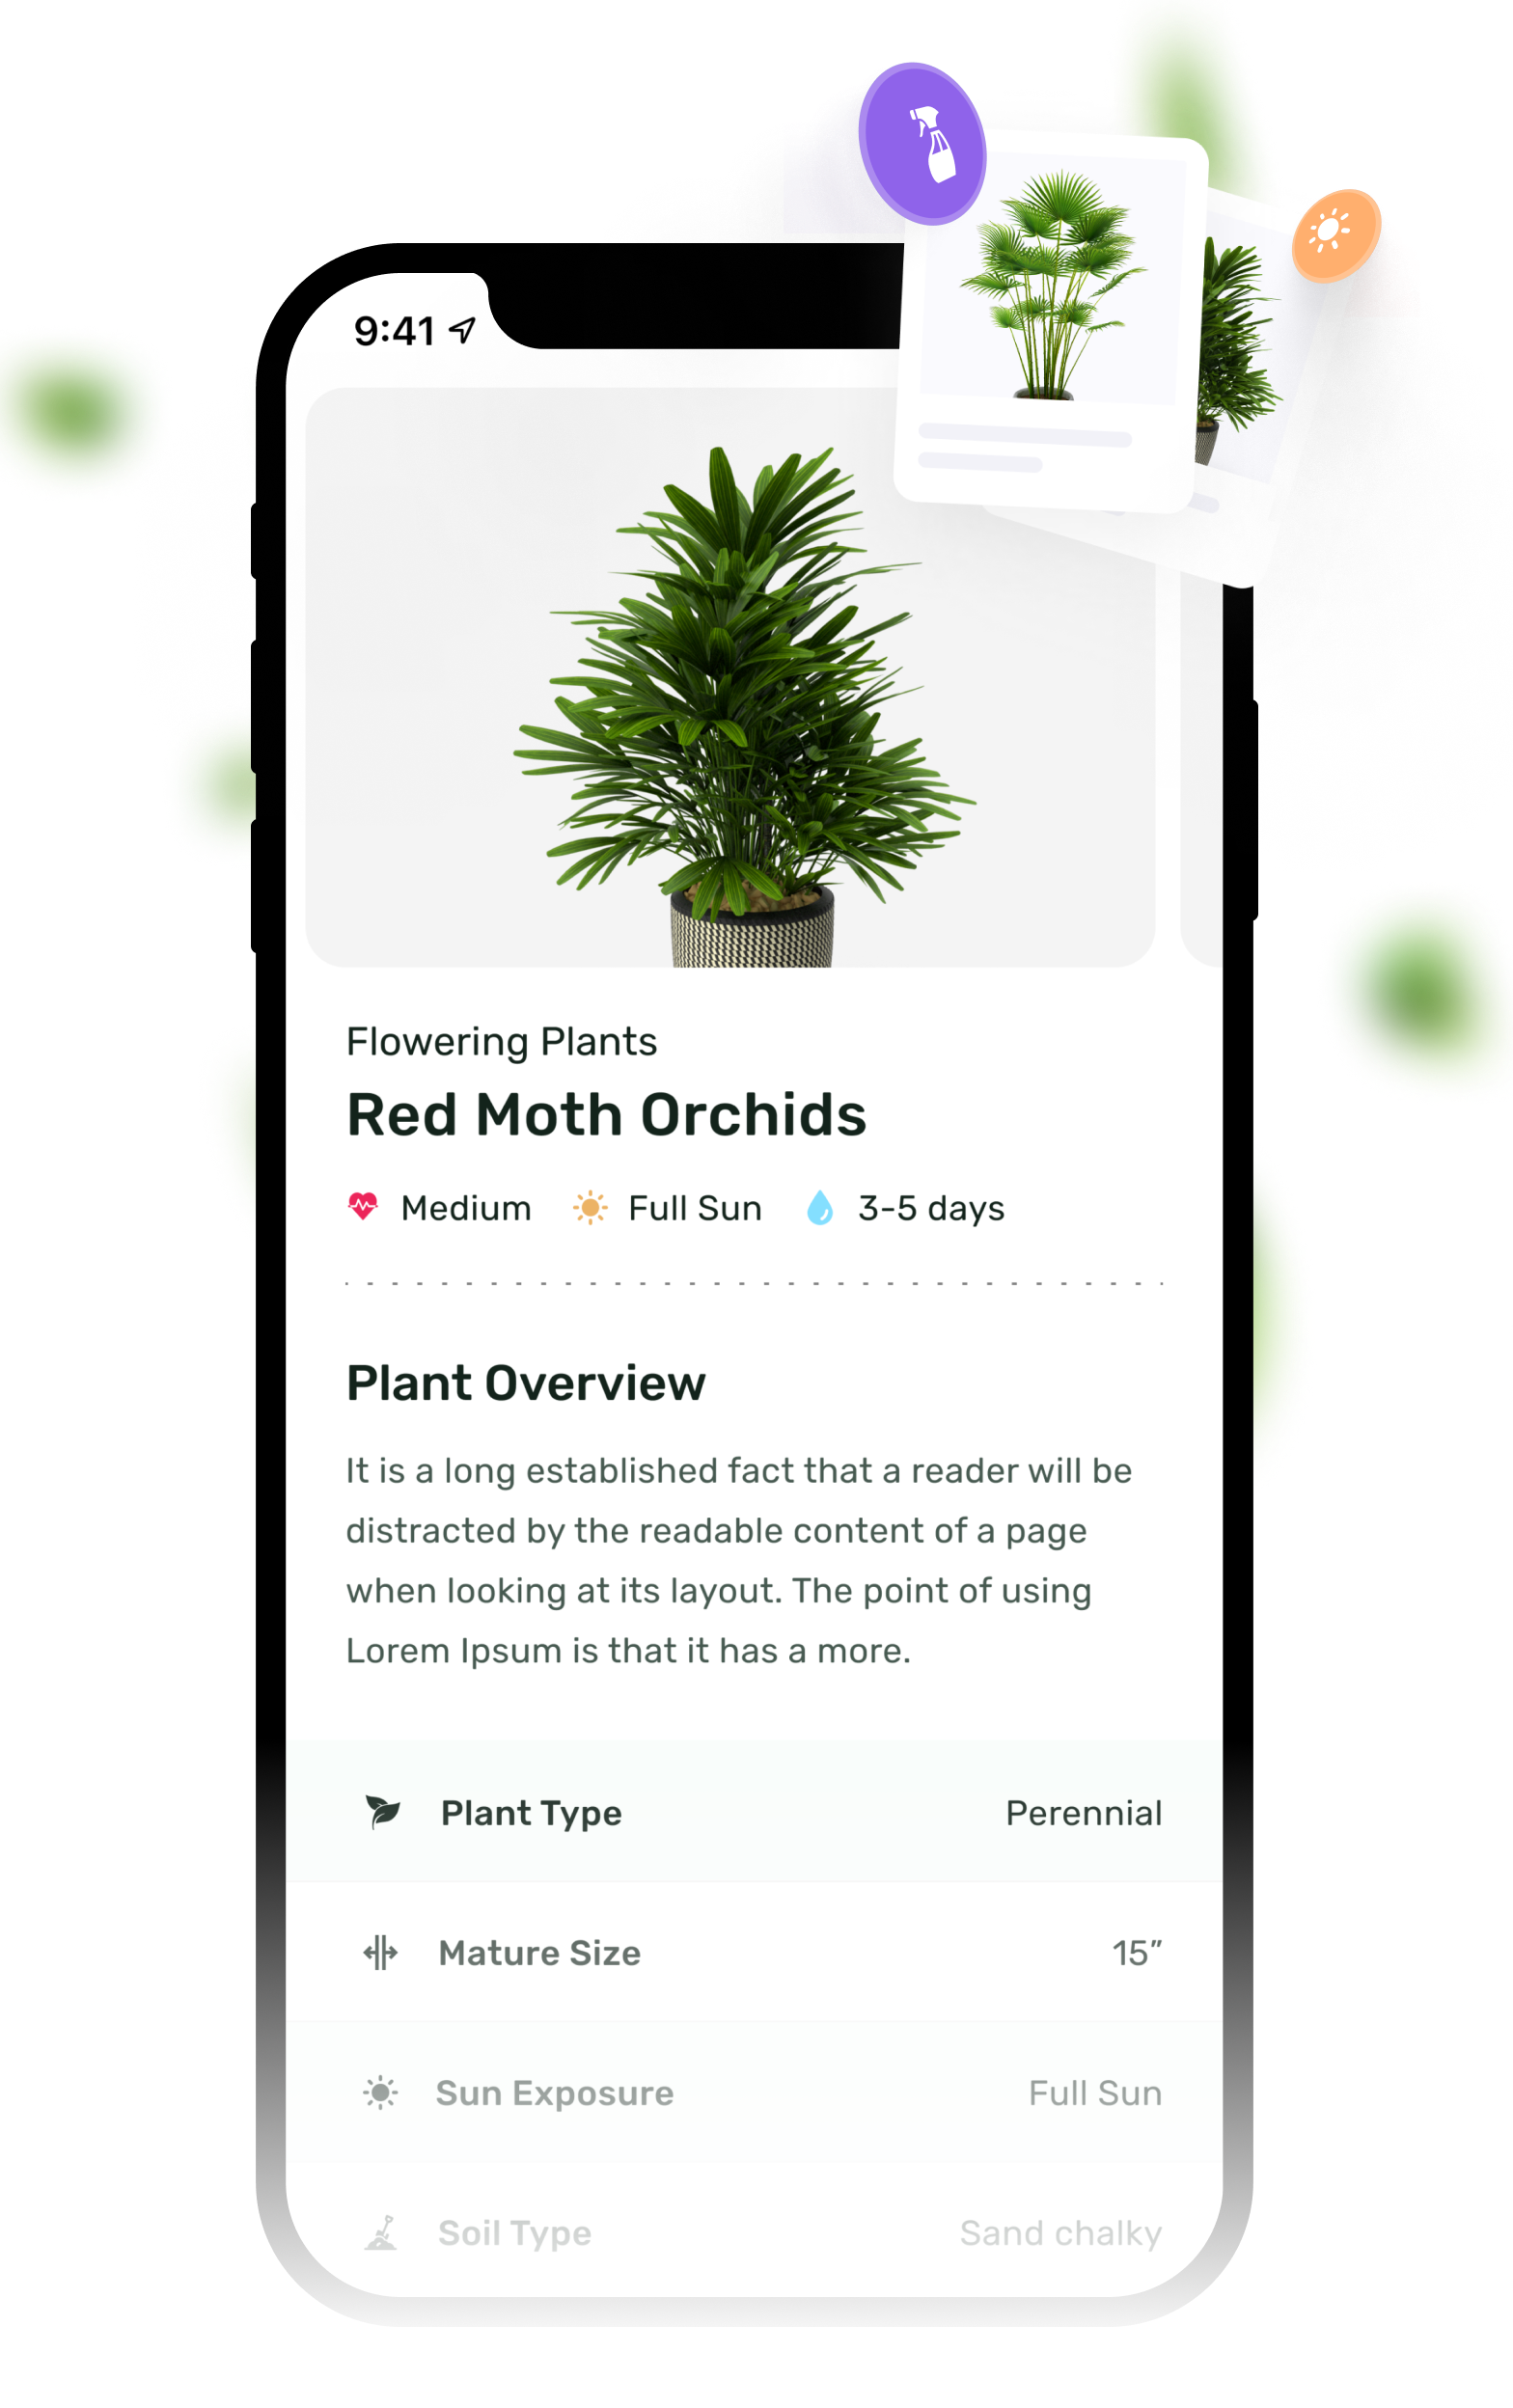 9:41
Flowering Plants
Red Moth Orchids
Medium Full Sun 3-5 days
Plant Overview
It is a long established fact that a reader will be
distracted by the readable content of a page
when looking at its layout. The point of using
Lorem Ipsum is that it has a more.
Plant Type Perennial
Mature Size 15”
Sun Exposure Full Sun
Soil Type Sand chalky